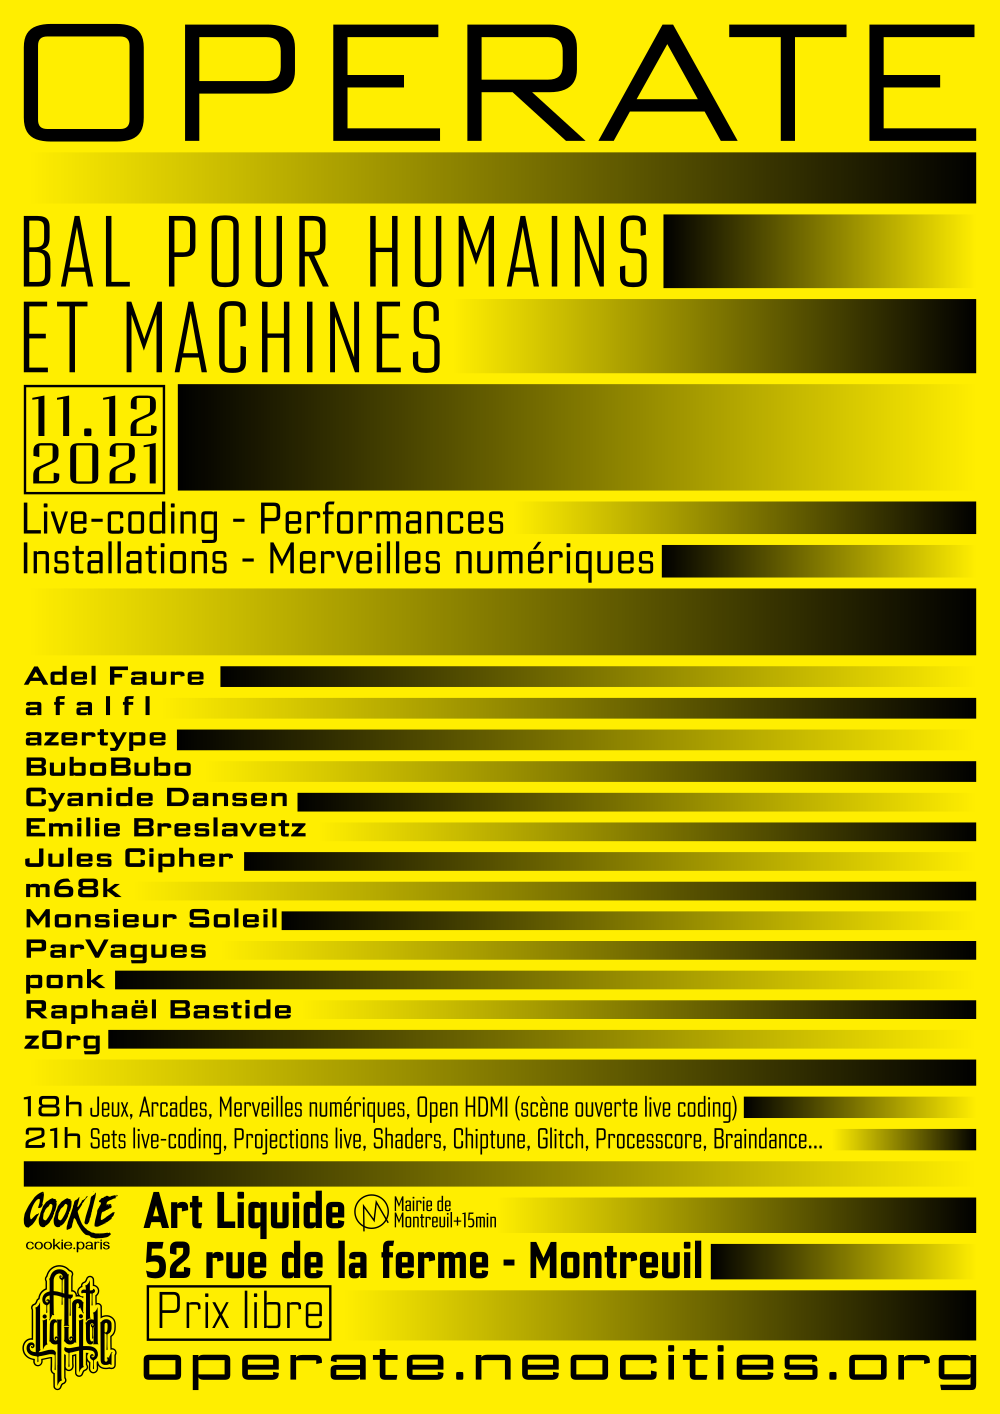 OPERATE
BAL POUR HUMAINS
ET MACHINES
11.12
2021
Live-coding - Performances
Installations - Merveilles numériques
Adel Faure
a f a l f l
azertype
BuboBubo
Cyanide Dansen
Emilie Breslavetz
Jules Cipher
m68k
Monsieur Soleil
ParVagues
ponk
Raphaël Bastide
z0rg
18h Jeux, Arcades, Merveilles numériques, Open HDMI (scène ouverte live coding)
21h Sets live-coding, Projections live, Shaders, Chiptune, Glitch, Processcore, Braindance...
COOKIE
cookie.paris
Art Liquide
M Mairie de
Montreuil+15min
52 rue de la ferme - Montreuil
Art
liquide
Prix libre
operate.neocities.org